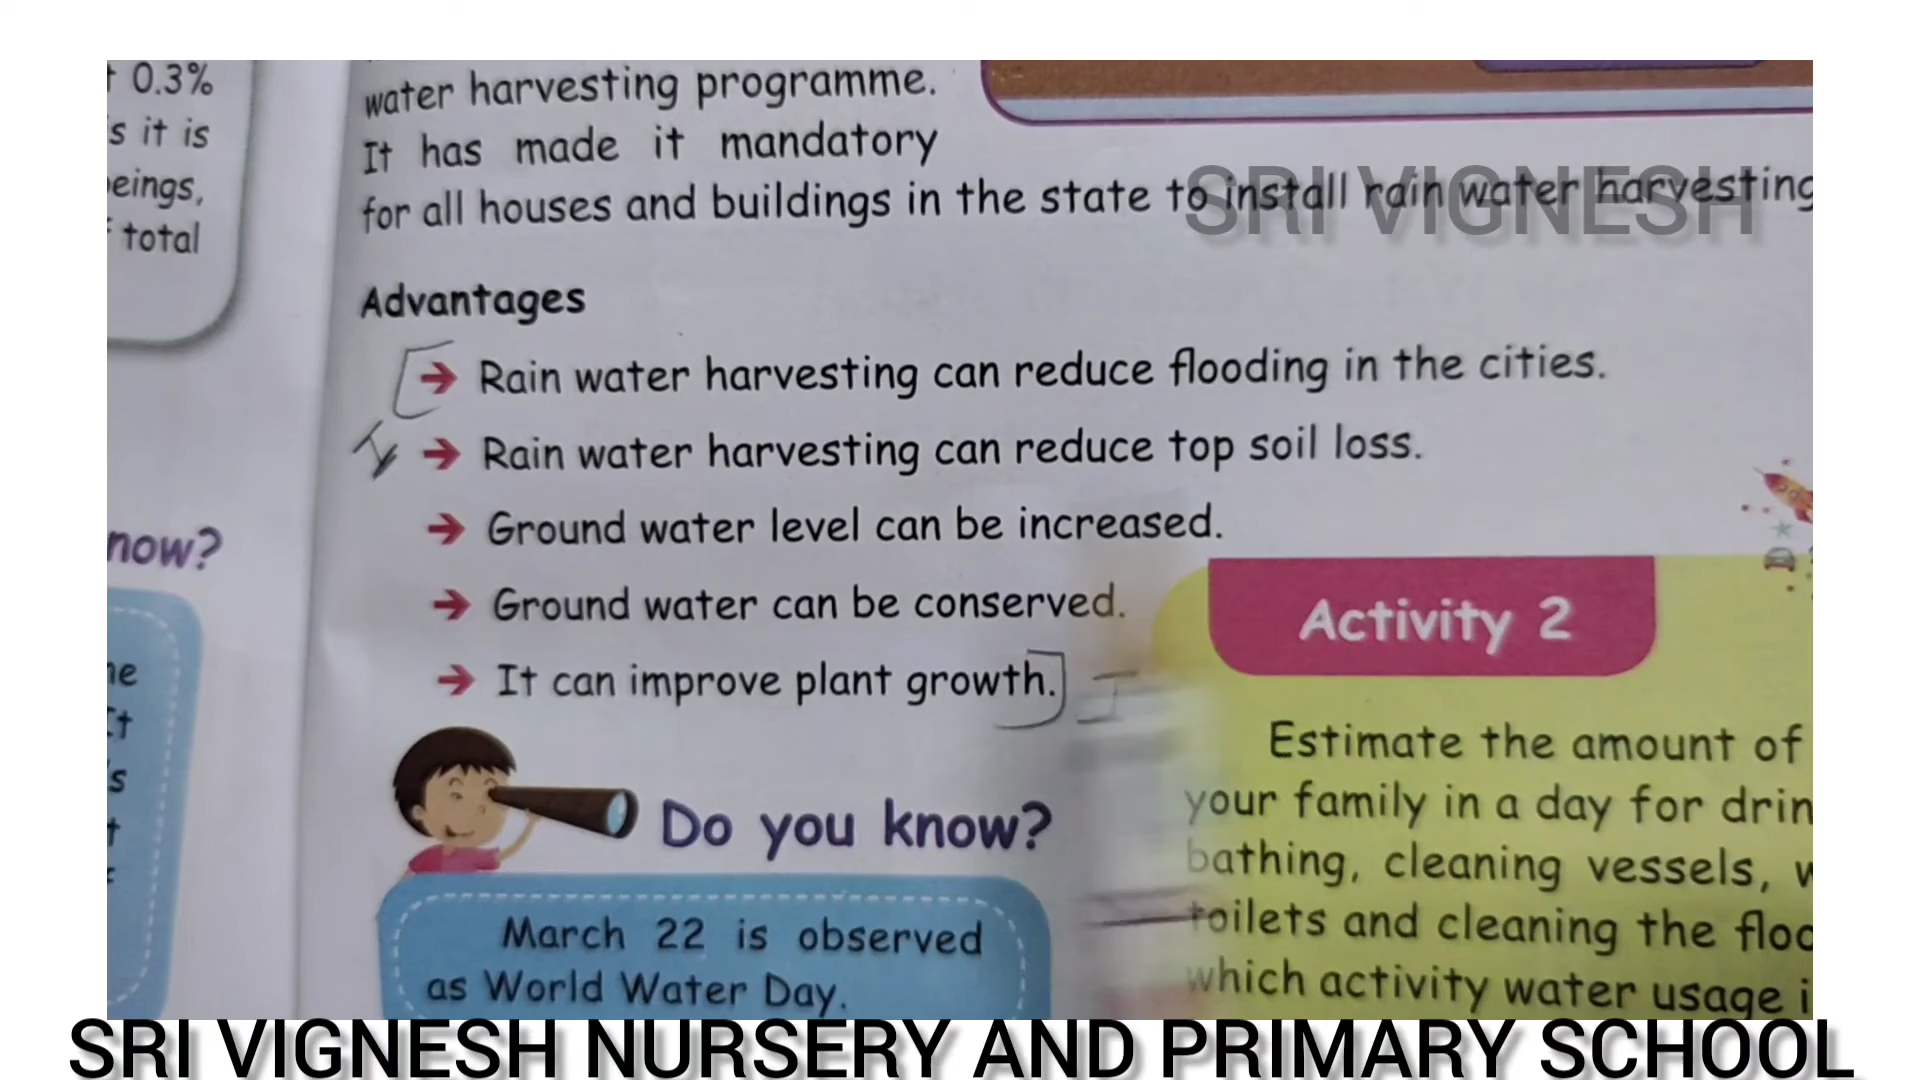 0.3%
s it is
eings,
total
now?
water harvesting programme.
It has made it mandatory
for all houses and buildings in the state to install rain water harvesting
SRI VIGNESH
Advantages
→ Rain water harvesting can reduce flooding in the cities.
→ Rain water harvesting can reduce top soil loss.
→ Ground water level can be increased.
→ Ground water can be conserved.
→ It can improve plant growth.
Do you know?
March 22 is observed
as World Water Day.
Activity 2
Estimate the amount of
your family in a day for drin
bathing, cleaning vessels, w
toilets and cleaning the floo
which activity water usage i
SRI VIGNESH NURSERY AND PRIMARY SCHOOL